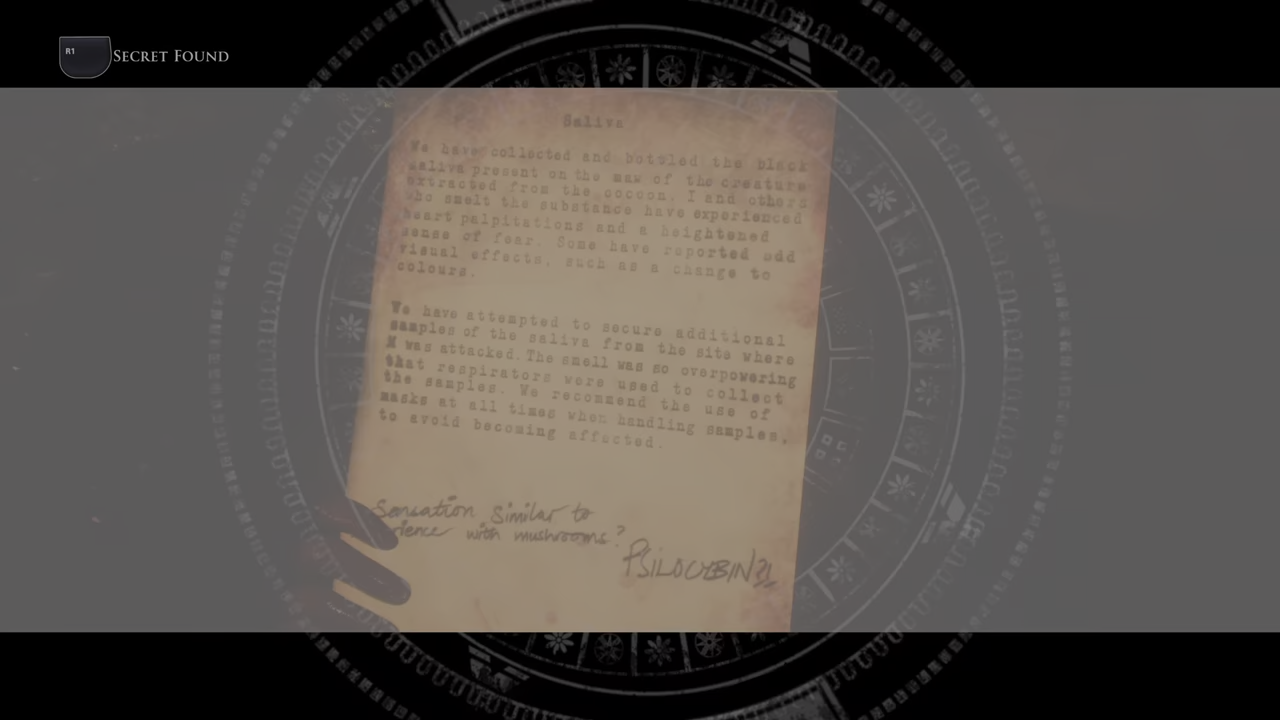 R1
Secret Found
Saliva
We have collected and bottled the black
saliva present on the maw of the creature
extracted from the cocoon. I and others
who smelt the substance have experienced
heart palpitations and a heightened
sense of fear. Some have reported odd
visual effects, such as a change to
colours.
We have attempted to secure additional
samples of the saliva from the site where
M was attacked. The smell was so overpowering
that respirators were used to collect
the samples. We recommend the use of
masks at all times when handling samples,
to avoid becoming affected.
Sensation Similar to
with mushrooms?
PSILOCYBIN?!